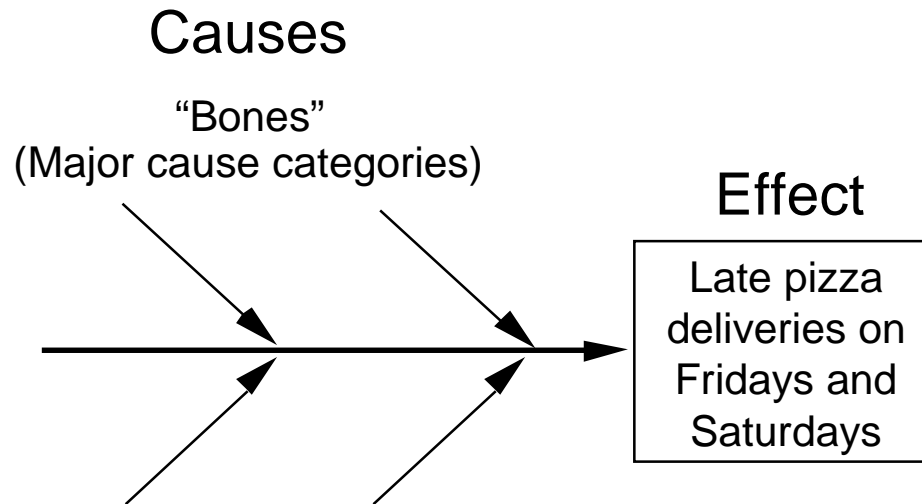 Causes
“Bones”
(Major cause categories)
Effect
Late pizza
deliveries on
Fridays and
Saturdays